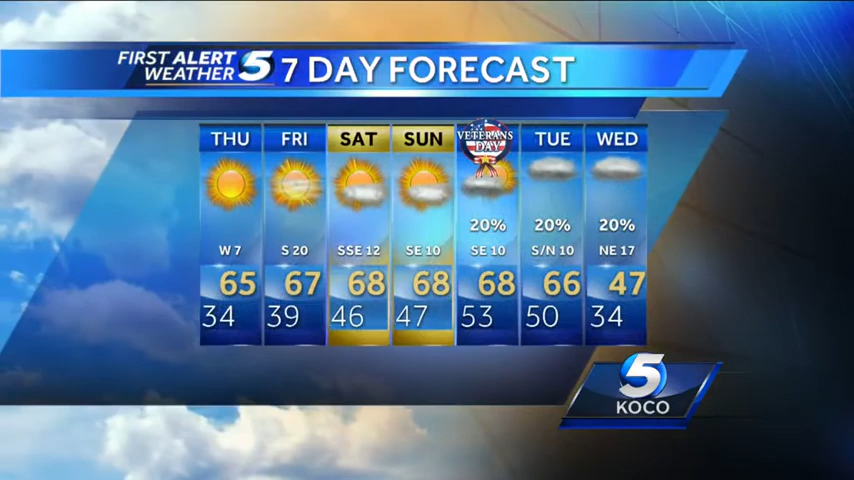 FIRST ALERT
WEATHER 5
7 DAY FORECAST
THU FRI SAT SUN VETERANS DAY TUE WED
20% 20% 20%
W 7 S 20 SSE 12 SE 10 SE 10 S/N 10 NE 17
65 67 68 68 68 66 47
34 39 46 47 53 50 34
5
KOCO